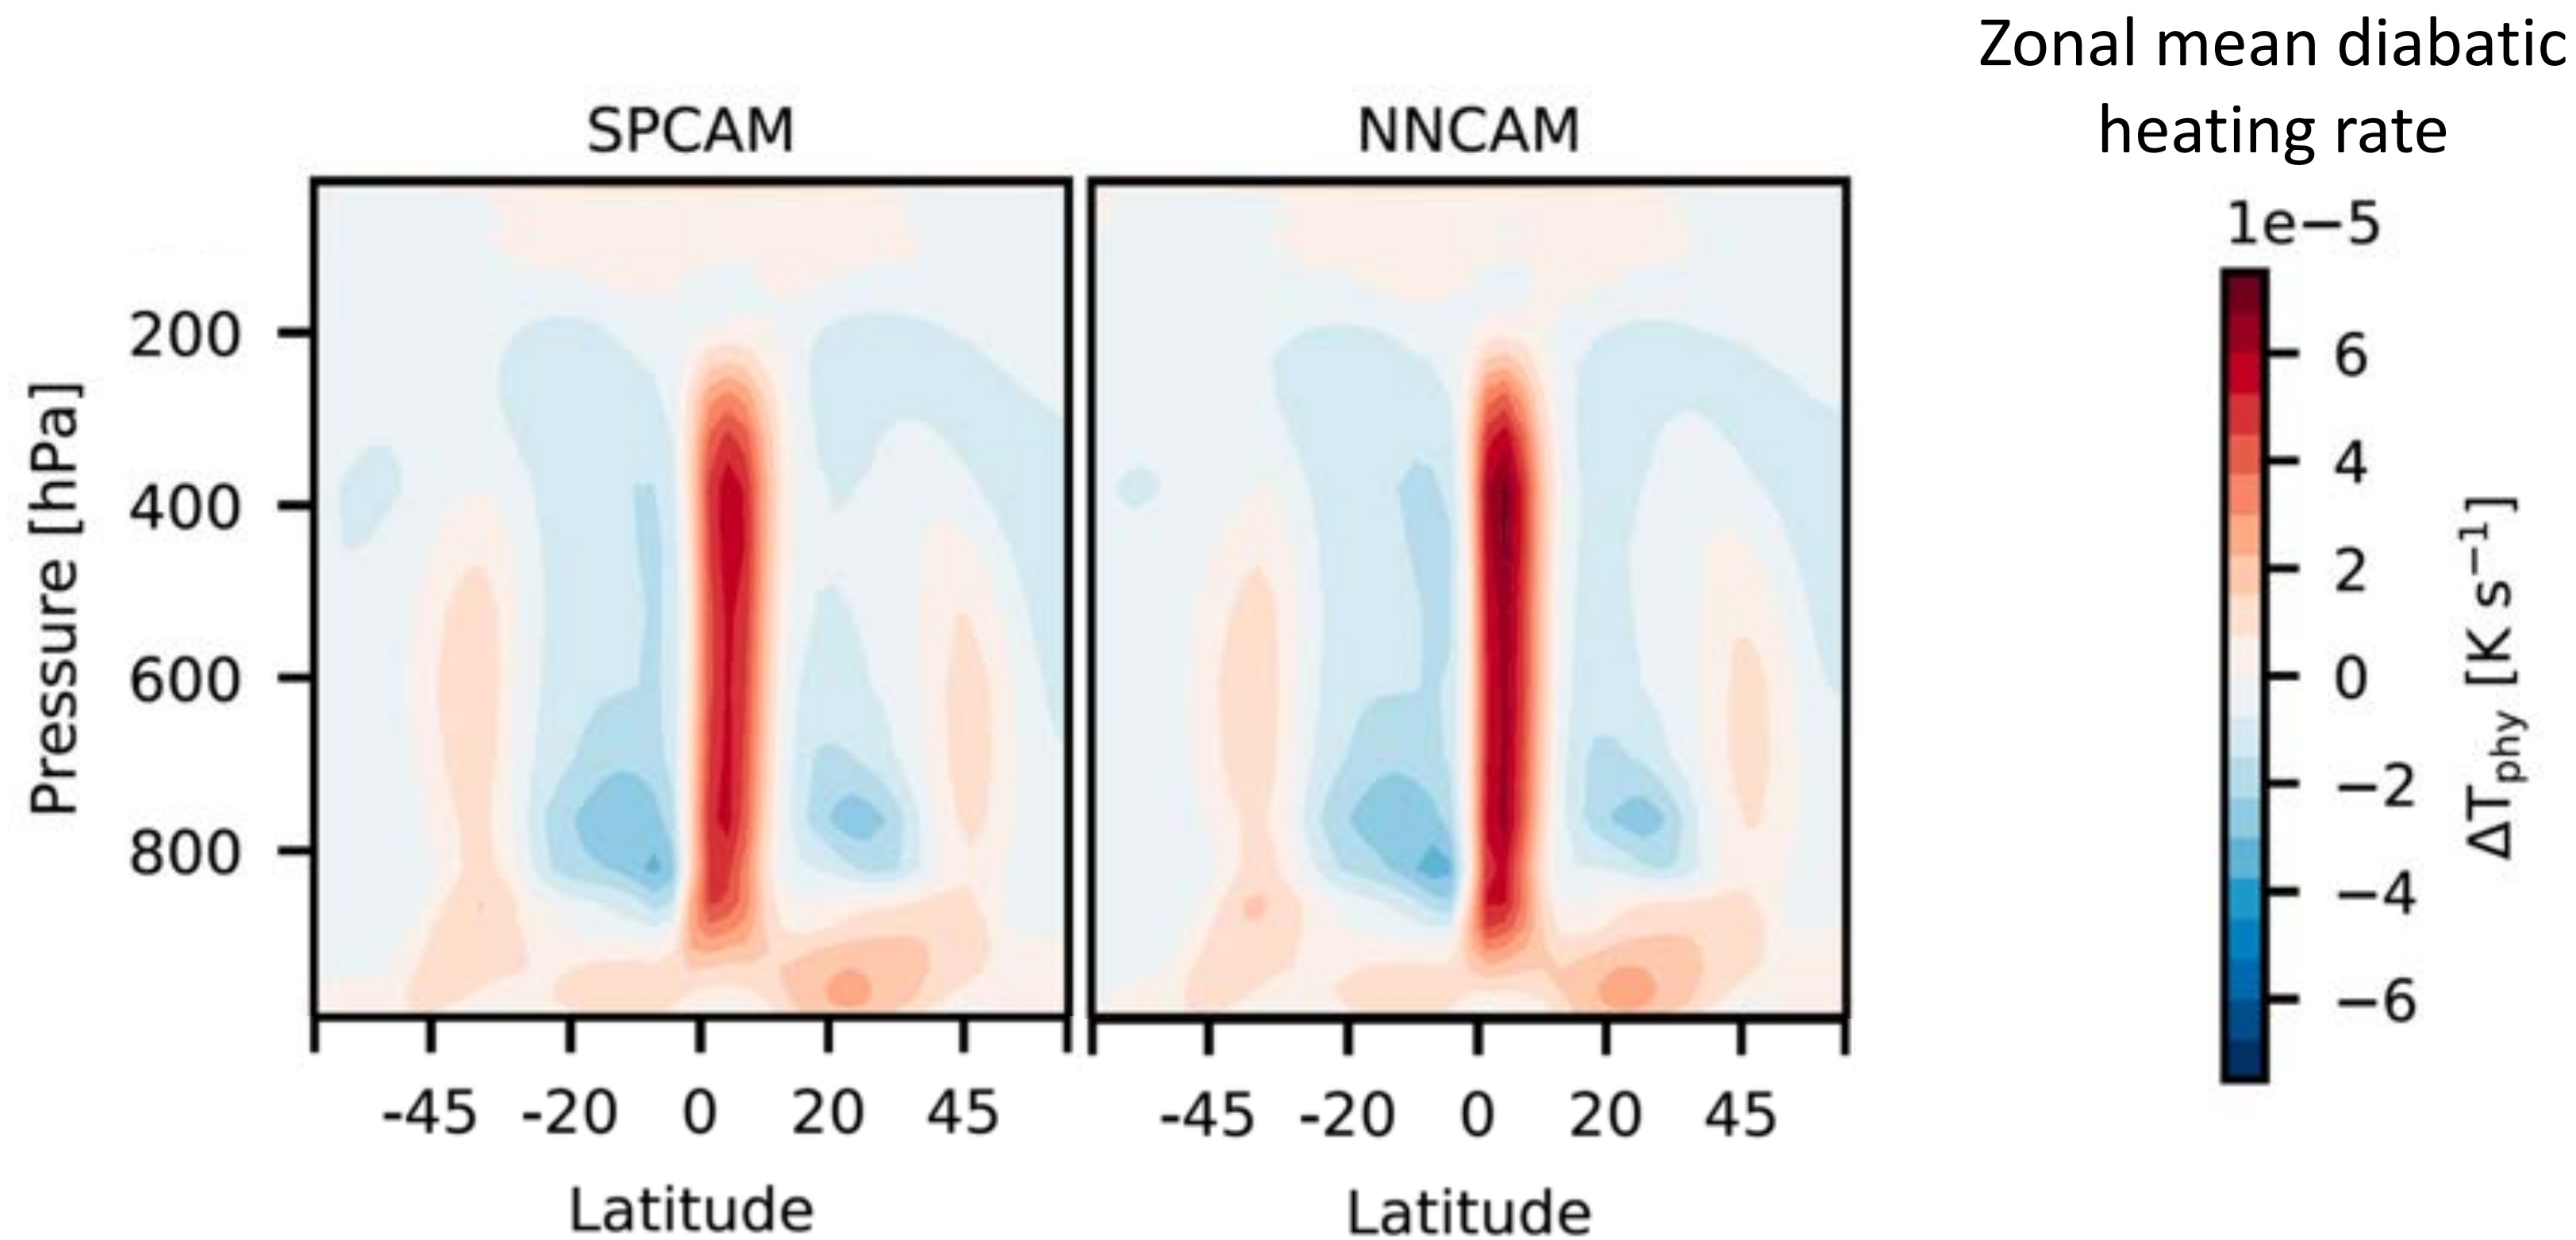 Zonal mean diabatic
heating rate
SPCAM
NNCAM
1e−5
Pressure [hPa]
200
400
600
800
-45 -20 0 20 45
-45 -20 0 20 45
Latitude
Latitude
6
4
2
0
−2
−4
−6
ΔTphy [K s⁻¹]